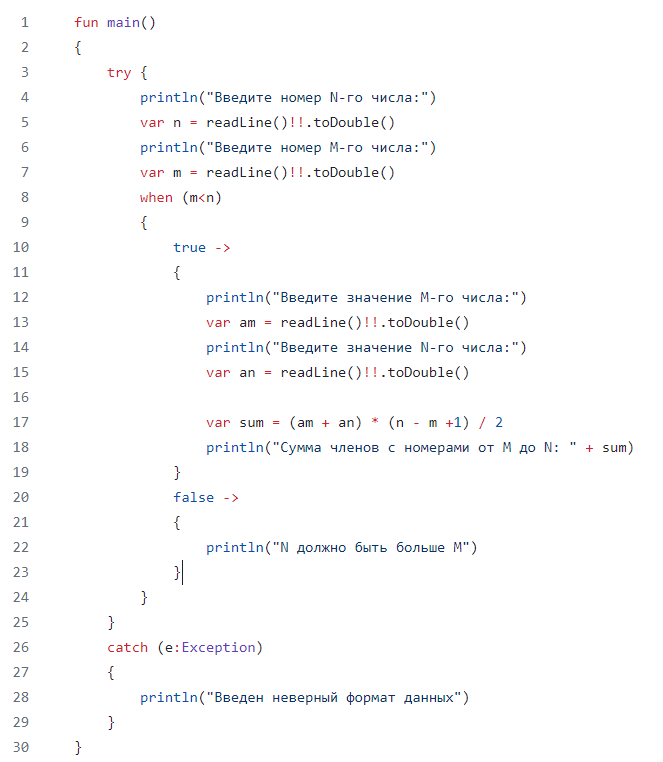 1 fun main()
2 {
3 try {
4 println("Введите номер N-го числа:")
5 var n = readLine()!!.toDouble()
6 println("Введите номер M-го числа:")
7 var m = readLine()!!.toDouble()
8 when (m<n)
9 {
10 true ->
11 {
12 println("Введите значение M-го числа:")
13 var am = readLine()!!.toDouble()
14 println("Введите значение N-го числа:")
15 var an = readLine()!!.toDouble()
16
17 var sum = (am + an) * (n - m +1) / 2
18 println("Сумма членов с номерами от M до N: " + sum)
19 }
20 false ->
21 {
22 println("N должно быть больше M")
23 }
24 }
25 }
26 catch (e:Exception)
27 {
28 println("Введен неверный формат данных")
29 }
30 }